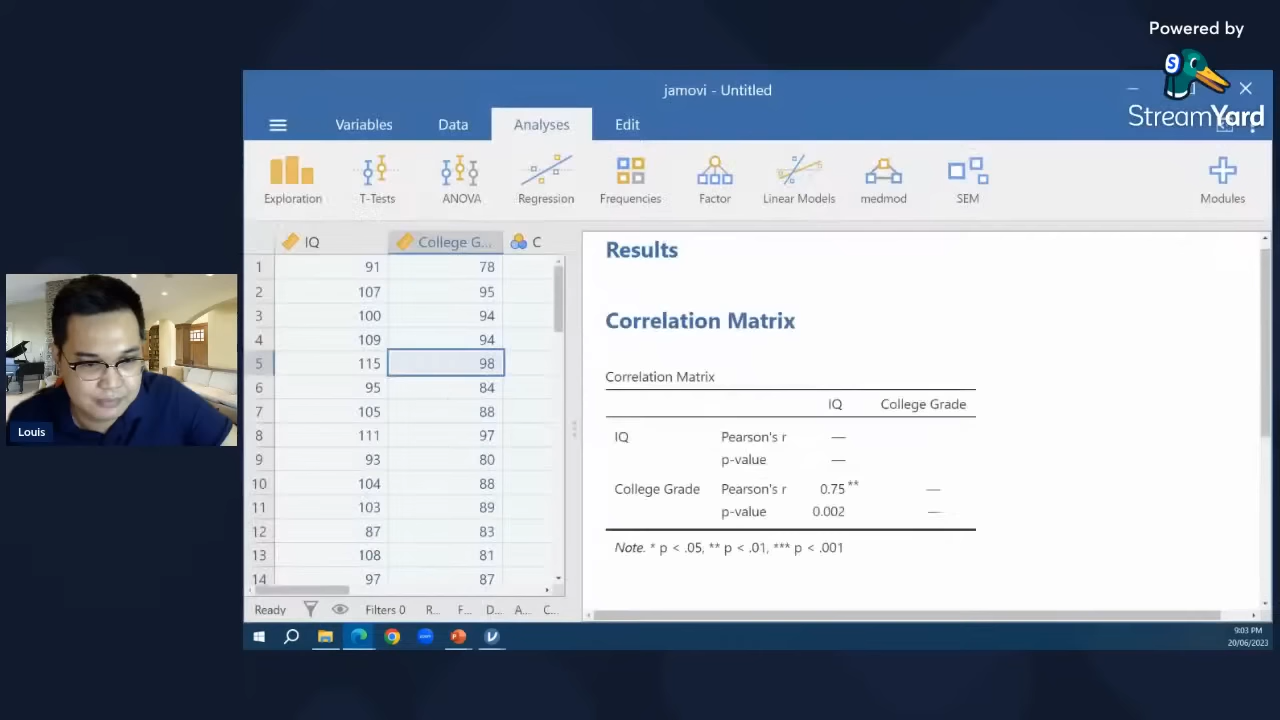 Powered by
StreamYard
jamovi - Untitled
Variables Data Analyses Edit
Exploration T-Tests ANOVA Regression Frequencies Factor Linear Models medmod SEM Modules
IQ College G... C
1 91 78
2 107 95
3 100 94
4 109 94
5 115 98
6 95 84
7 105 88
8 111 97
9 93 80
10 104 88
11 103 89
12 87 83
13 108 81
14 97 87
Ready Filters 0 R... F... D... A... C...
Results
Correlation Matrix
Correlation Matrix
IQ College Grade
IQ Pearson's r —
p-value —
College Grade Pearson's r 0.75 ** —
p-value 0.002 —
Note. * p < .05, ** p < .01, *** p < .001
Louis
9:03 PM
20/06/2023